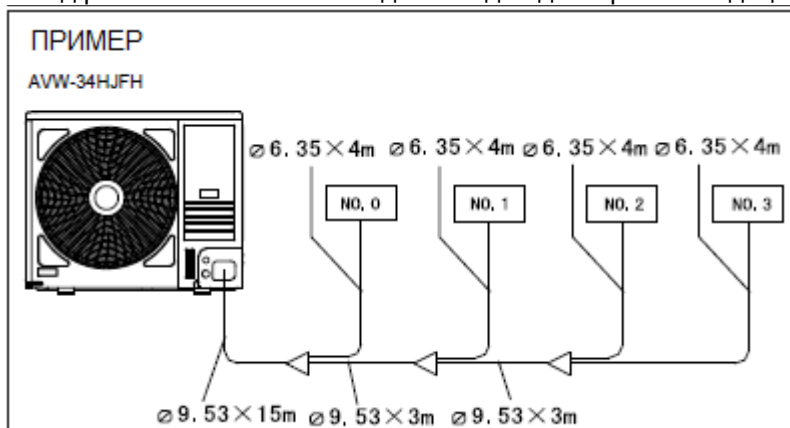 ПРИМЕР
AVW-34HJFH
⌀6.35×4m ⌀6.35×4m ⌀6.35×4m ⌀6.35×4m
NO.0 NO.1 NO.2 NO.3
⌀9.53×15m ⌀9.53×3m ⌀9.53×3m